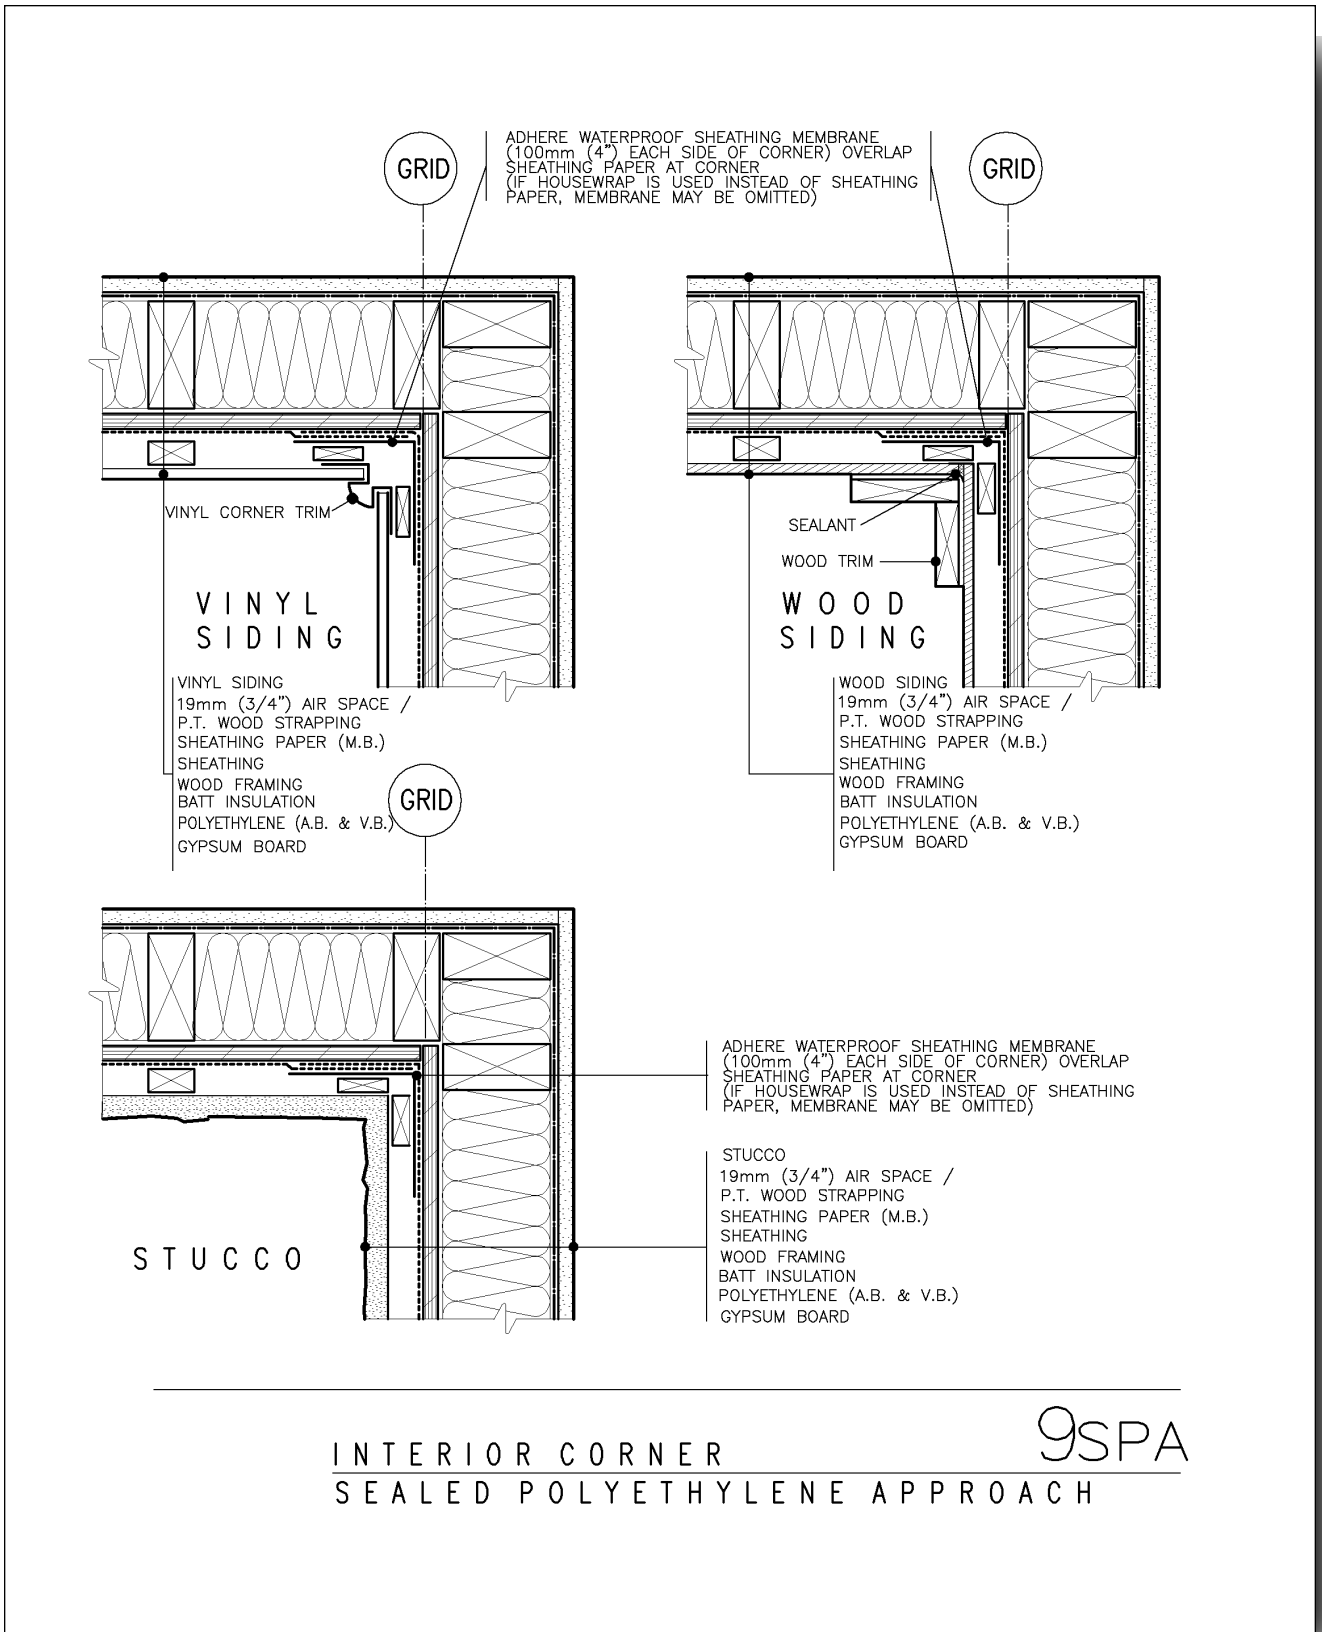 GRID
ADHERE WATERPROOF SHEATHING MEMBRANE
(100mm (4") EACH SIDE OF CORNER) OVERLAP
SHEATHING PAPER AT CORNER
(IF HOUSEWRAP IS USED INSTEAD OF SHEATHING
PAPER, MEMBRANE MAY BE OMITTED)
GRID
VINYL CORNER TRIM
VINYL
SIDING
VINYL SIDING
19mm (3/4") AIR SPACE /
P.T. WOOD STRAPPING
SHEATHING PAPER (M.B.)
SHEATHING
WOOD FRAMING
BATT INSULATION
POLYETHYLENE (A.B. & V.B.)
GYPSUM BOARD
SEALANT
WOOD TRIM
WOOD
SIDING
WOOD SIDING
19mm (3/4") AIR SPACE /
P.T. WOOD STRAPPING
SHEATHING PAPER (M.B.)
SHEATHING
WOOD FRAMING
BATT INSULATION
POLYETHYLENE (A.B. & V.B.)
GYPSUM BOARD
GRID
ADHERE WATERPROOF SHEATHING MEMBRANE
(100mm (4") EACH SIDE OF CORNER) OVERLAP
SHEATHING PAPER AT CORNER
(IF HOUSEWRAP IS USED INSTEAD OF SHEATHING
PAPER, MEMBRANE MAY BE OMITTED)
STUCCO
STUCCO
19mm (3/4") AIR SPACE /
P.T. WOOD STRAPPING
SHEATHING PAPER (M.B.)
SHEATHING
WOOD FRAMING
BATT INSULATION
POLYETHYLENE (A.B. & V.B.)
GYPSUM BOARD
INTERIOR CORNER
9SPA
SEALED POLYETHYLENE APPROACH